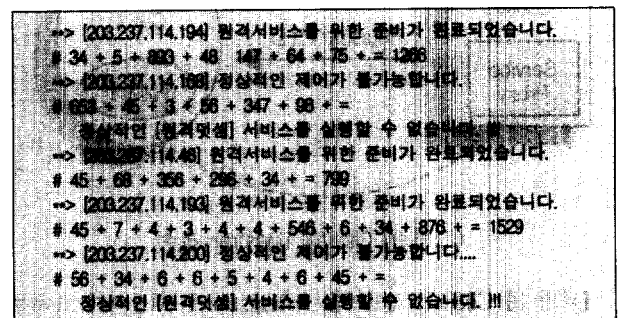 --> [203.237.114.194] 원격서비스를 위한 준비가 완료되었습니다.
# 34 + 5 + 893 + 48 147 + 64 + 75 + = 1266
--> [203.237.114.168] 정상적인 제어가 불가능합니다.
# 653 + 45 + 3 + 56 + 347 + 98 + =
정상적인 [원격덧셈] 서비스를 실행할 수 없습니다. !!!
--> 원격서비스를 위한 준비가 완료되었습니다.
# 45 + 68 + 356 + 296 + 34 + = 799
--> [203.237.114.193] 원격서비스를 위한 준비가 완료되었습니다.
# 45 + 7 + 4 + 3 + 4 + 4 + 546 + 6 + 34 + 876 + = 1529
--> [203.237.114.200] 정상적인 제어가 불가능합니다....
# 56 + 34 + 6 + 6 + 5 + 4 + 6 + 45 + =
정상적인 [원격덧셈] 서비스를 실행할 수 없습니다. !!!